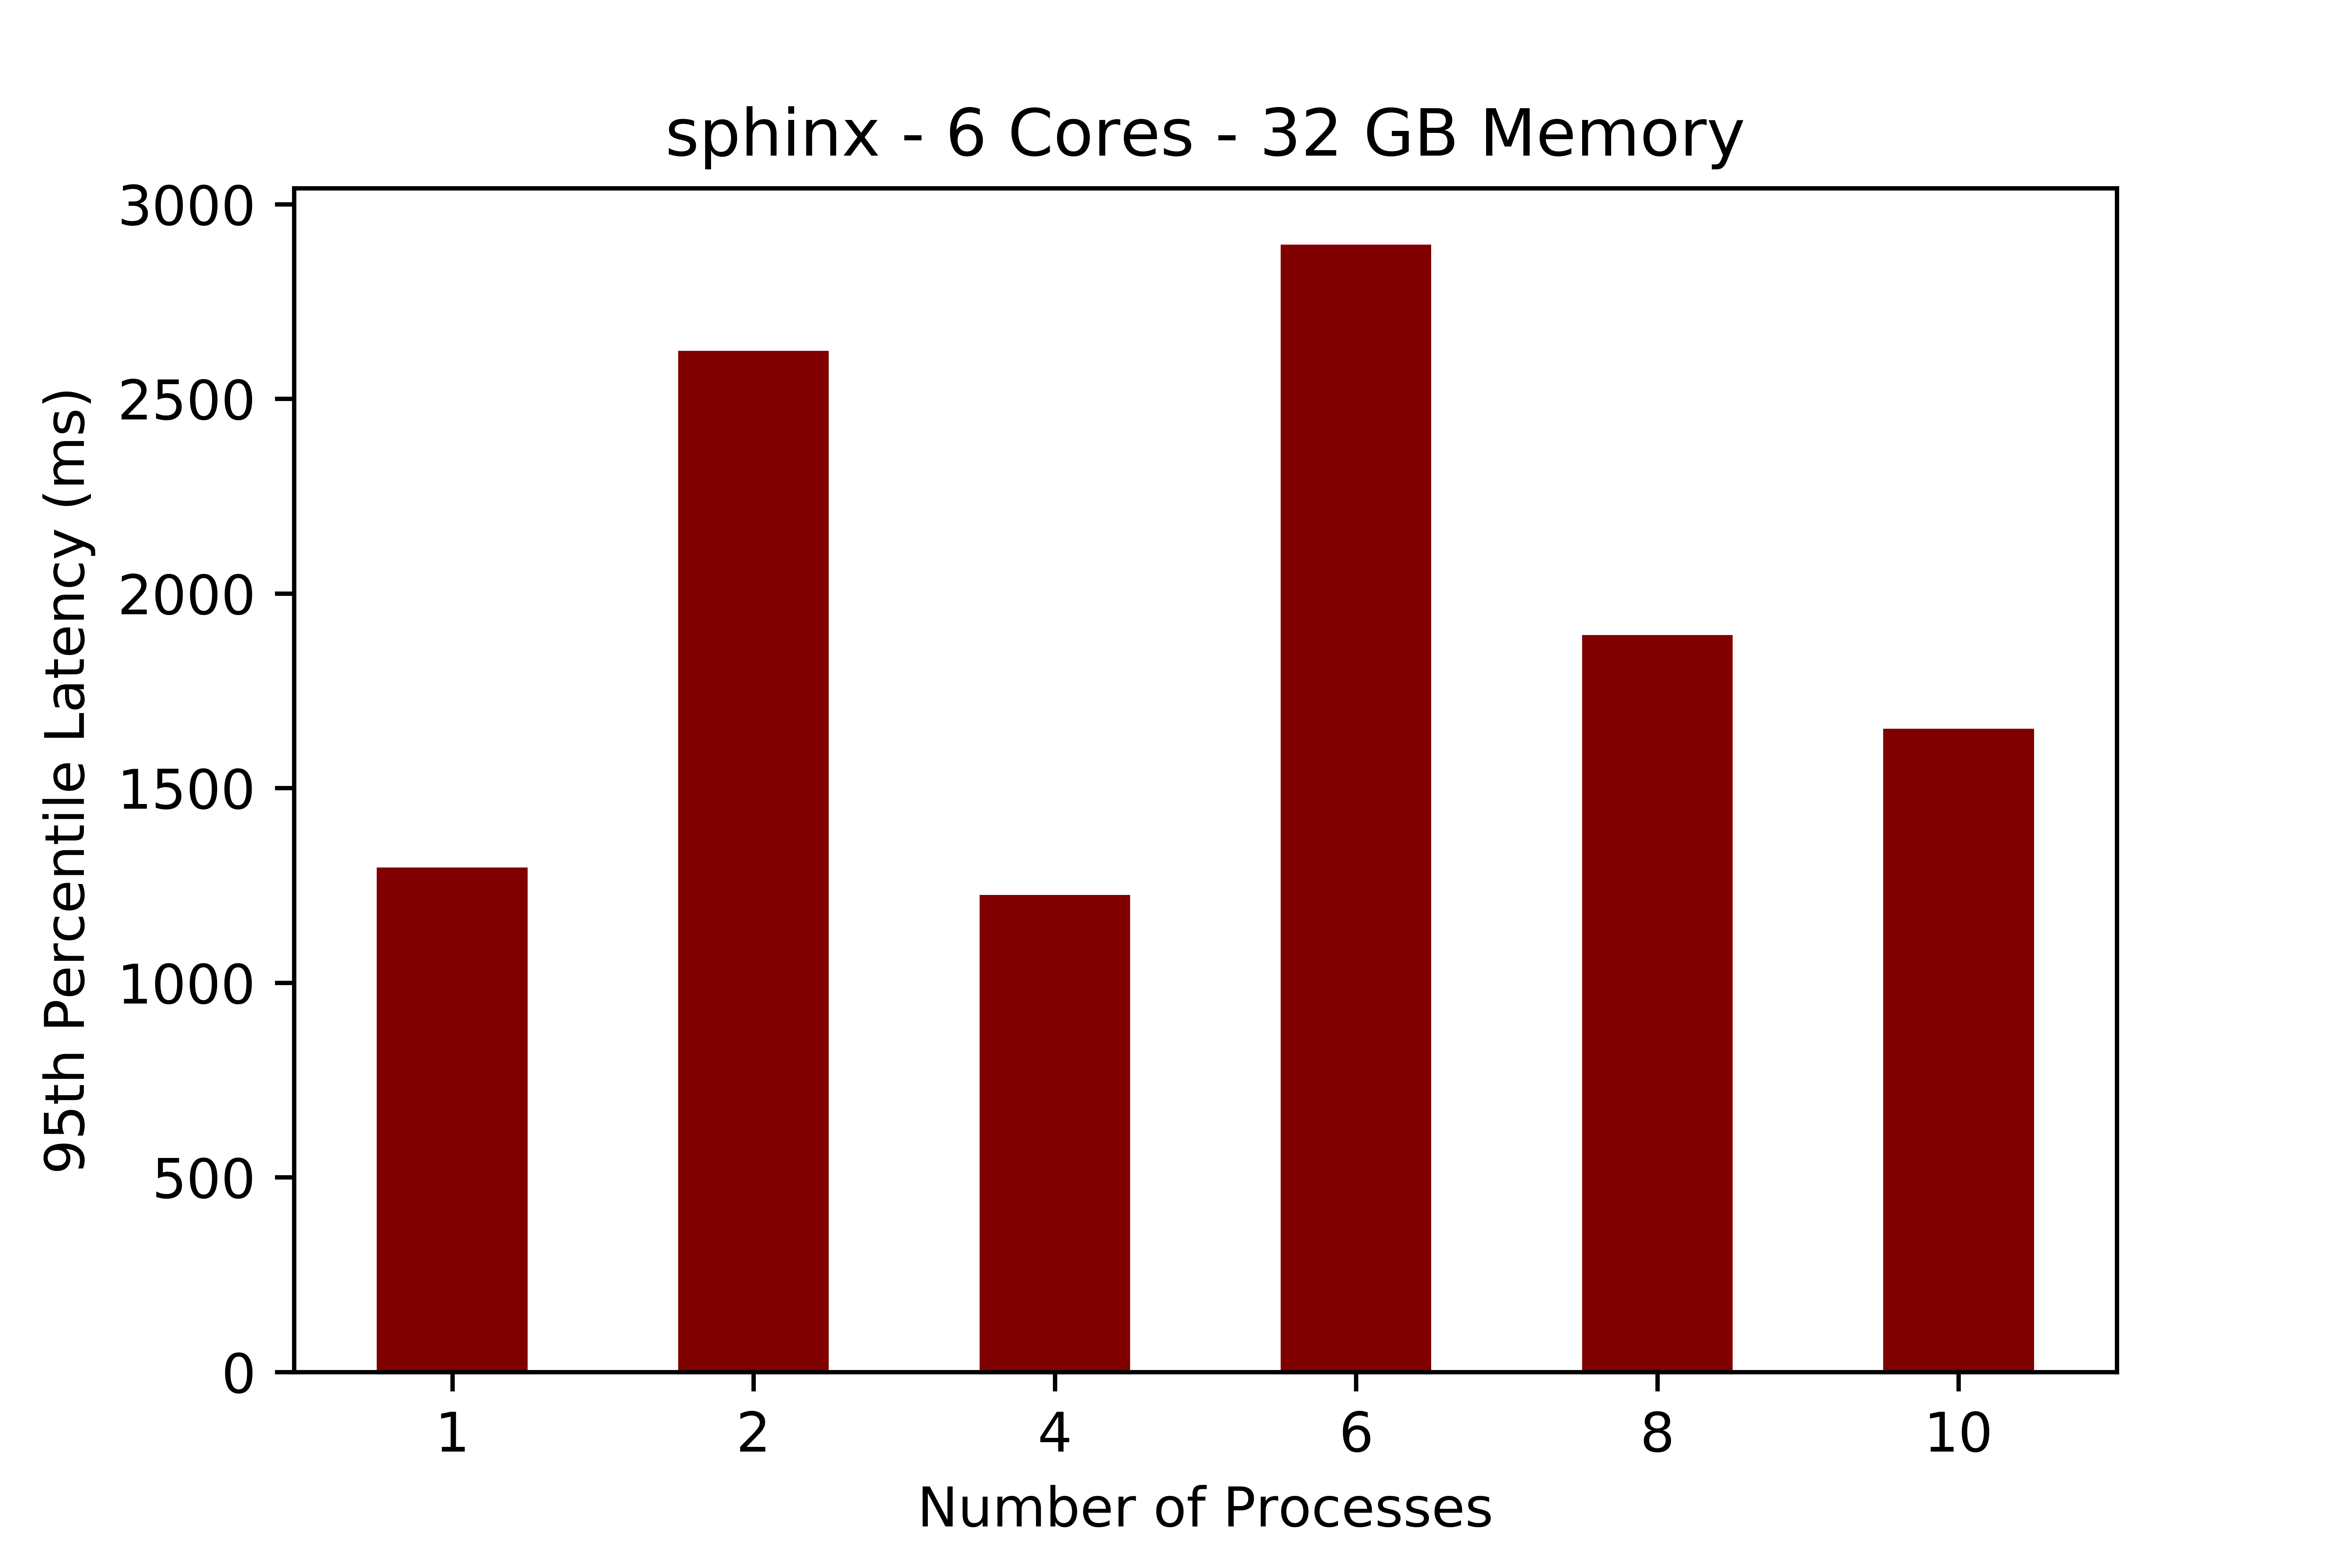 sphinx - 6 Cores - 32 GB Memory
95th Percentile Latency (ms)
3000
2500
2000
1500
1000
500
0
1 2 4 6 8 10
Number of Processes